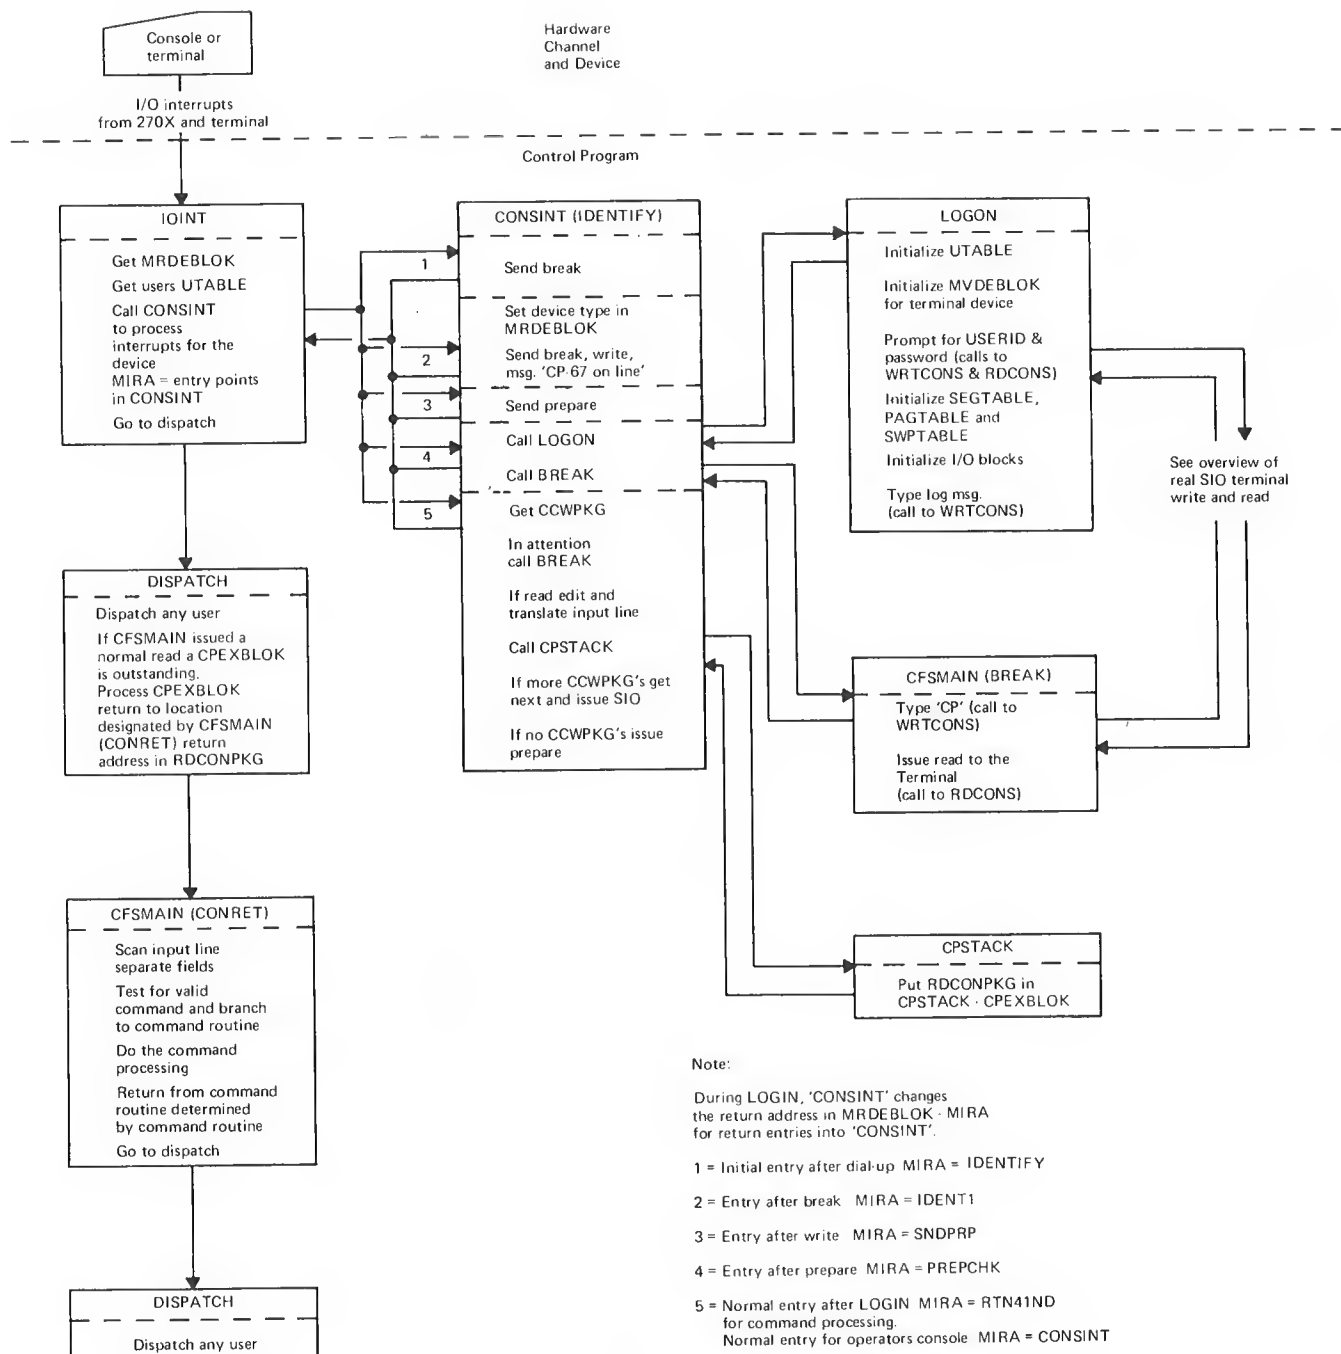 Console or
terminal
Hardware
Channel
and Device
I/O interrupts
from 270X and terminal
Control Program
IOINT
Get MRDEBLOK
Get users UTABLE
Call CONSINT
to process
interrupts for the
device
MIRA = entry points
in CONSINT
Go to dispatch
1
2
3
4
5
CONSINT (IDENTIFY)
Send break
Set device type in
MRDEBLOK
Send break, write,
msg. 'CP-67 on line'
Send prepare
Call LOGON
Call BREAK
Get CCWPKG
In attention
call BREAK
If read edit and
translate input line
Call CPSTACK
If more CCWPKG's get
next and issue SIO
If no CCWPKG's issue
prepare
LOGON
Initialize UTABLE
Initialize MVDEBLOK
for terminal device
Prompt for USERID &
password (calls to
WRTCONS & RDCONS)
Initialize SEGTABLE,
PAGTABLE and
SWPTABLE
Initialize I/O blocks
Type log msg.
(call to WRTCONS)
See overview of
real SIO terminal
write and read
DISPATCH
Dispatch any user
If CFSMAIN issued a
normal read a CPEXBLOK
is outstanding.
Process CPEXBLOK
return to location
designated by CFSMAIN
(CONRET) return
address in RDCONPKG
CFSMAIN (BREAK)
Type 'CP' (call to
WRTCONS)
Issue read to the
Terminal
(call to RDCONS)
CFSMAIN (CONRET)
Scan input line
separate fields
Test for valid
command and branch
to command routine
Do the command
processing
Return from command
routine determined
by command routine
Go to dispatch
CPSTACK
Put RDCONPKG in
CPSTACK - CPEXBLOK
DISPATCH
Dispatch any user
Note:
During LOGIN, 'CONSINT' changes
the return address in MRDEBLOK - MIRA
for return entries into 'CONSINT'.
1 = Initial entry after dial-up MIRA = IDENTIFY
2 = Entry after break MIRA = IDENT1
3 = Entry after write MIRA = SNDPRP
4 = Entry after prepare MIRA = PREPCHK
5 = Normal entry after LOGIN MIRA = RTN41ND
for command processing.
Normal entry for operators console MIRA = CONSINT